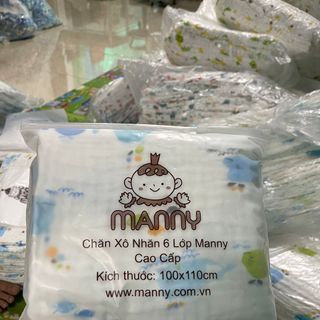 MANNY
Chăn Xô Nhăn 6 Lớp Manny
Cao Cấp
Kích thước: 100x110cm
www.manny.com.vn